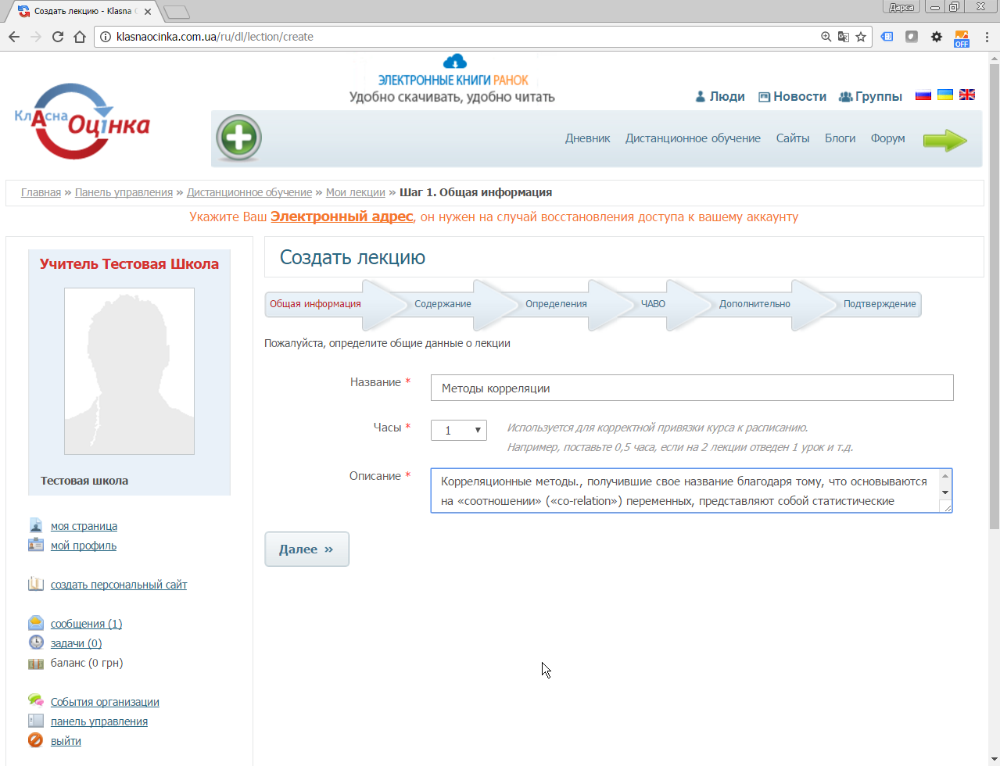 Создать лекцию - Klasna
Дарса
klasnaocinka.com.ua/ru/dl/lection/create
OFF
ЭЛЕКТРОННЫЕ КНИГИ РАНОК
Удобно скачивать, удобно читать
Люди Новости Группы
КлАсна Оцінка
Дневник Дистанционное обучение Сайты Блоги Форум
Главная » Панель управления » Дистанционное обучение » Мои лекции » Шаг 1. Общая информация
Укажите Ваш Электронный адрес, он нужен на случай восстановления доступа к вашему аккаунту
Учитель Тестовая Школа
Тестовая школа
моя страница
мой профиль
создать персональный сайт
сообщения (1)
задачи (0)
баланс (0 грн)
События организации
панель управления
выйти
Создать лекцию
Общая информация Содержание Определения ЧАВО Дополнительно Подтверждение
Пожалуйста, определите общие данные о лекции
Название * Методы корреляции
Часы * 1 Используется для корректной привязки курса к расписанию.
Например, поставьте 0,5 часа, если на 2 лекции отведен 1 урок и т.д.
Описание * Корреляционные методы., получившие свое название благодаря тому, что основываются
на «соотношении» («co-relation») переменных, представляют собой статистические
Далее »